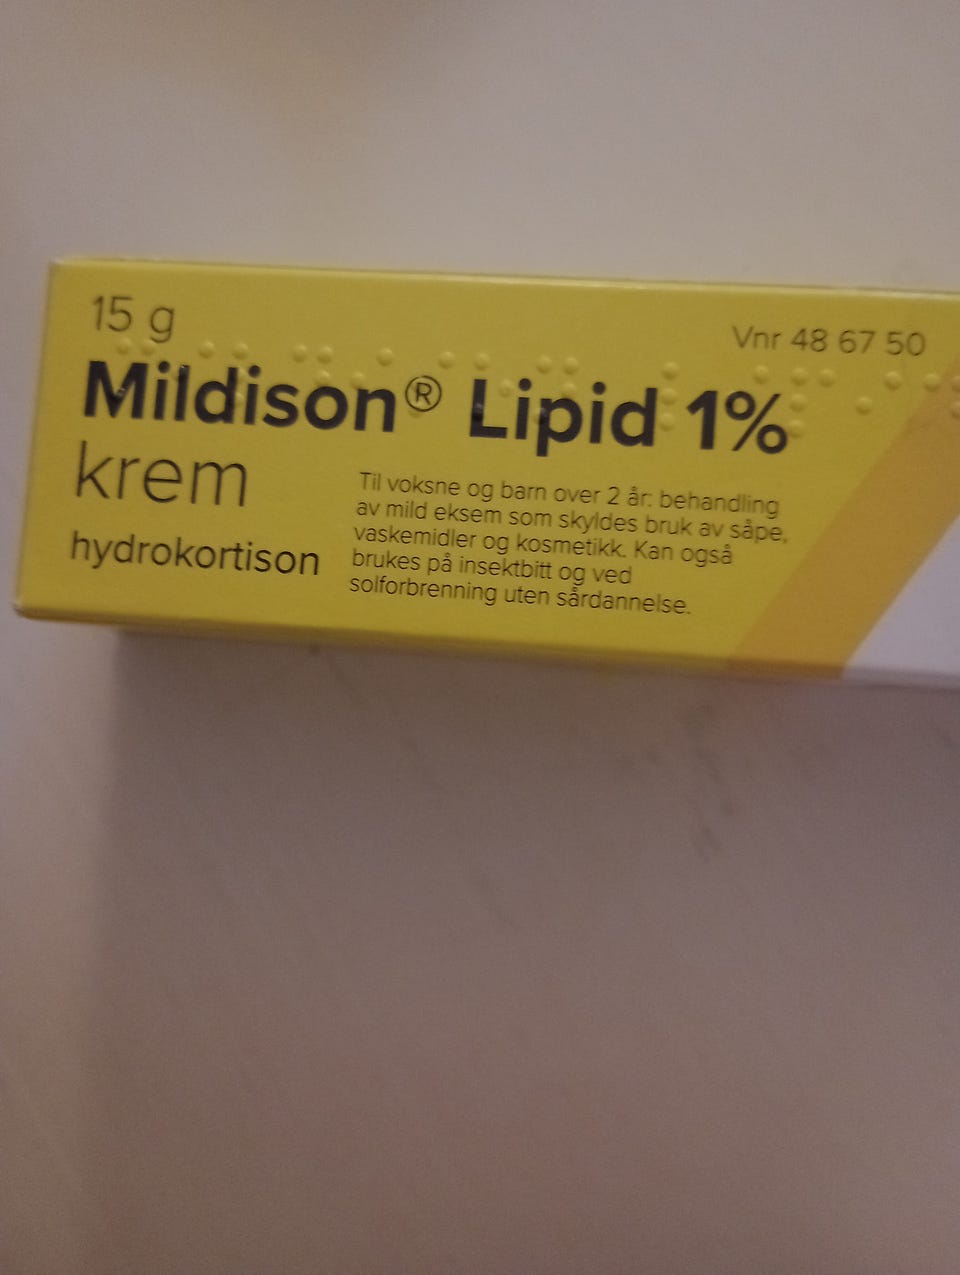 15 g
Vnr 48 67 50
Mildison® Lipid 1%
krem
hydrokortison
Til voksne og barn over 2 år: behandling
av mild eksem som skyldes bruk av såpe,
vaskemidler og kosmetikk. Kan også
brukes på insektbitt og ved
solforbrenning uten sårdannelse.